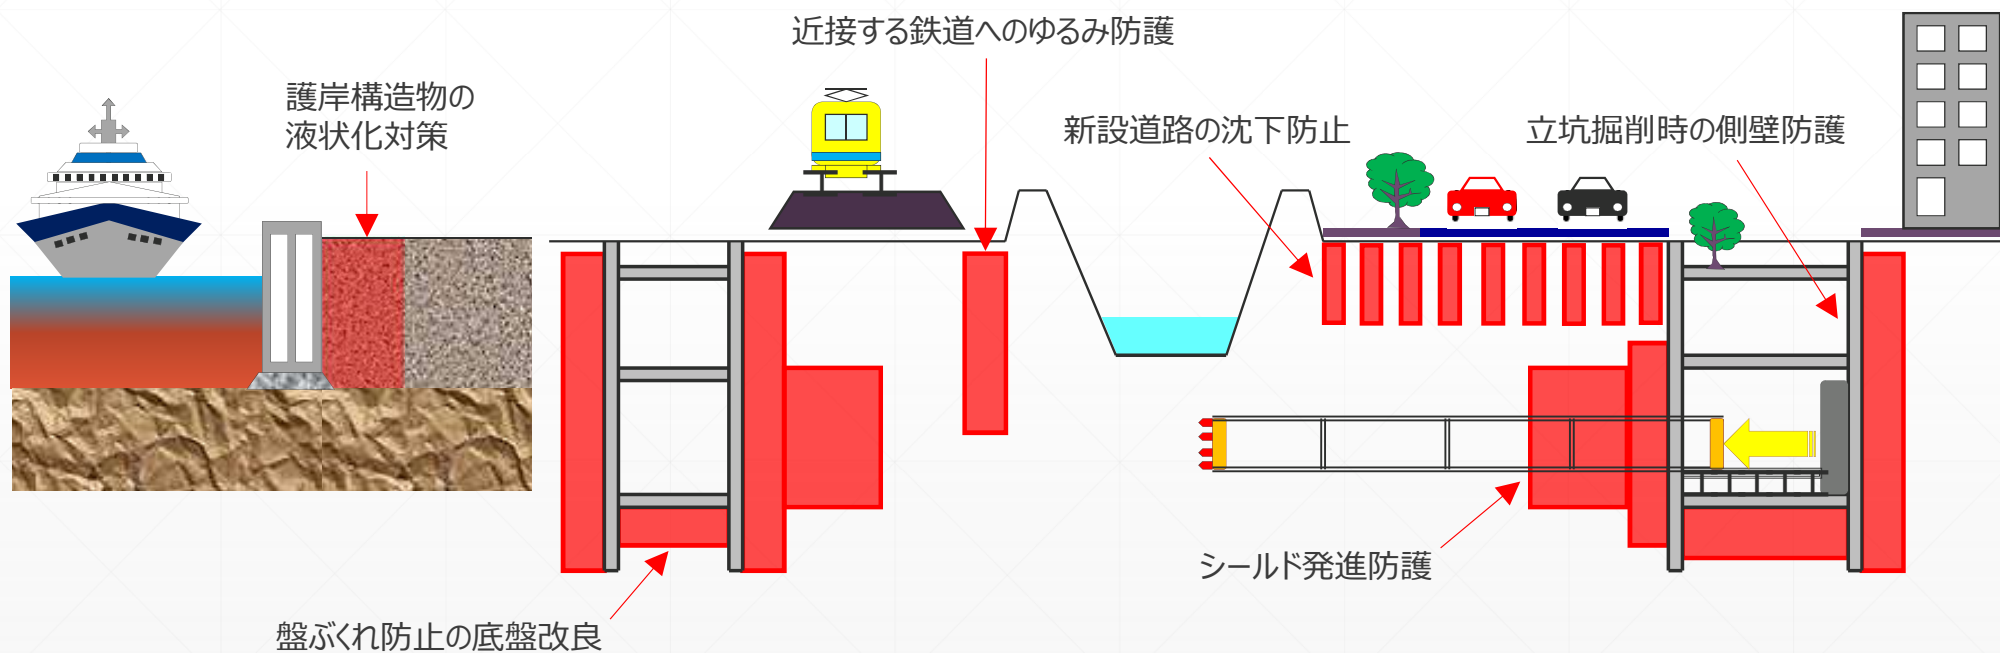 近接する鉄道へのゆるみ防護
護岸構造物の
液状化対策
新設道路の沈下防止
立坑掘削時の側壁防護
シールド発進防護
盤ぶくれ防止の底盤改良